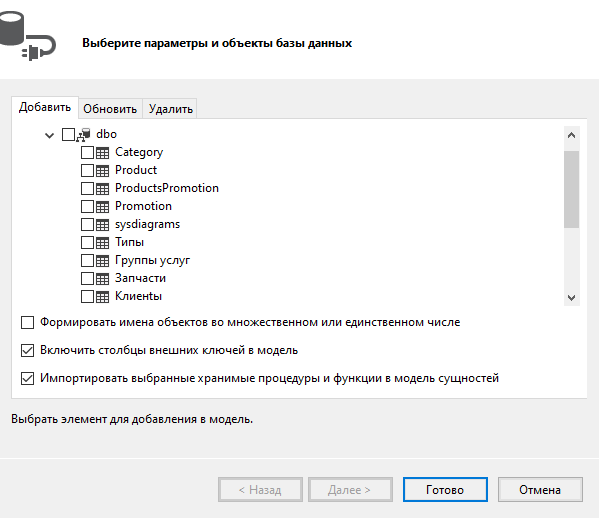 Выберите параметры и объекты базы данных
Добавить Обновить Удалить
dbo
Category
Product
ProductsPromotion
Promotion
sysdiagrams
Типы
Группы услуг
Запчасти
Клиенты
Формировать имена объектов во множественном или единственном числе
Включить столбцы внешних ключей в модель
Импортировать выбранные хранимые процедуры и функции в модель сущностей
Выбрать элемент для добавления в модель.
< Назад Далее > Готово Отмена